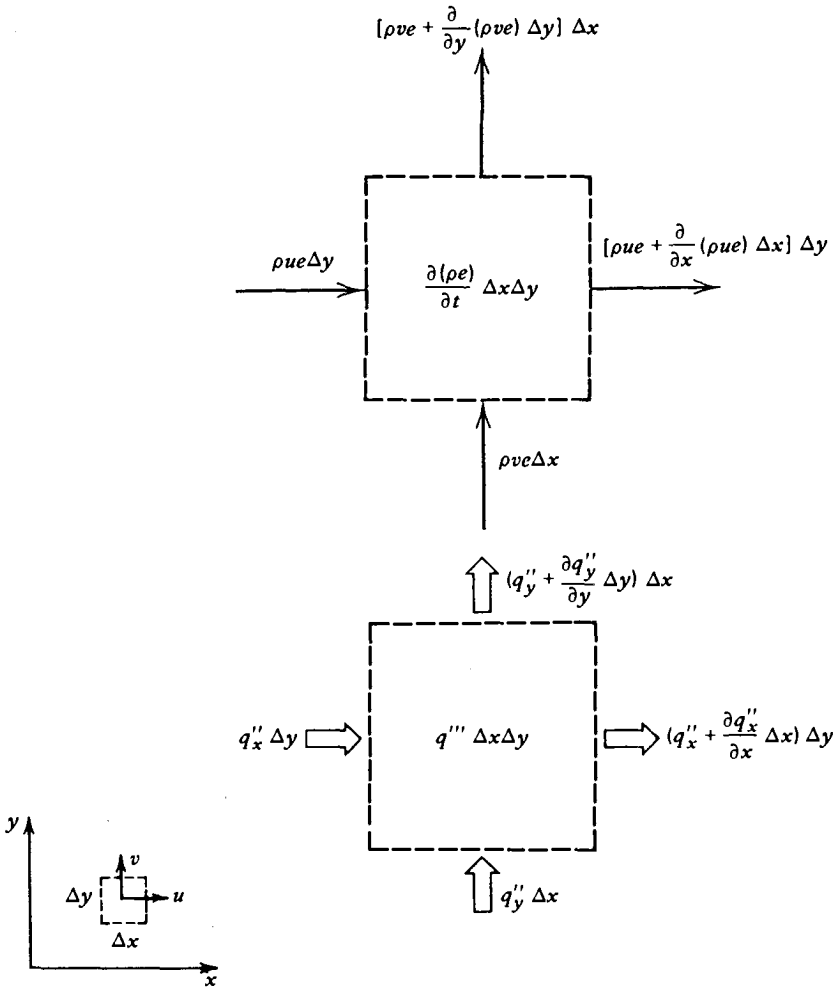 [ρve + ∂/∂y (ρve) Δy] Δx
ρueΔy
∂(ρe)/∂t ΔxΔy
[ρue + ∂/∂x (ρue) Δx] Δy
ρveΔx
(q''_y + ∂q''_y/∂y Δy) Δx
q''_x Δy
q''' ΔxΔy
(q''_x + ∂q''_x/∂x Δx) Δy
q''_y Δx
y
v
Δy
u
Δx
x